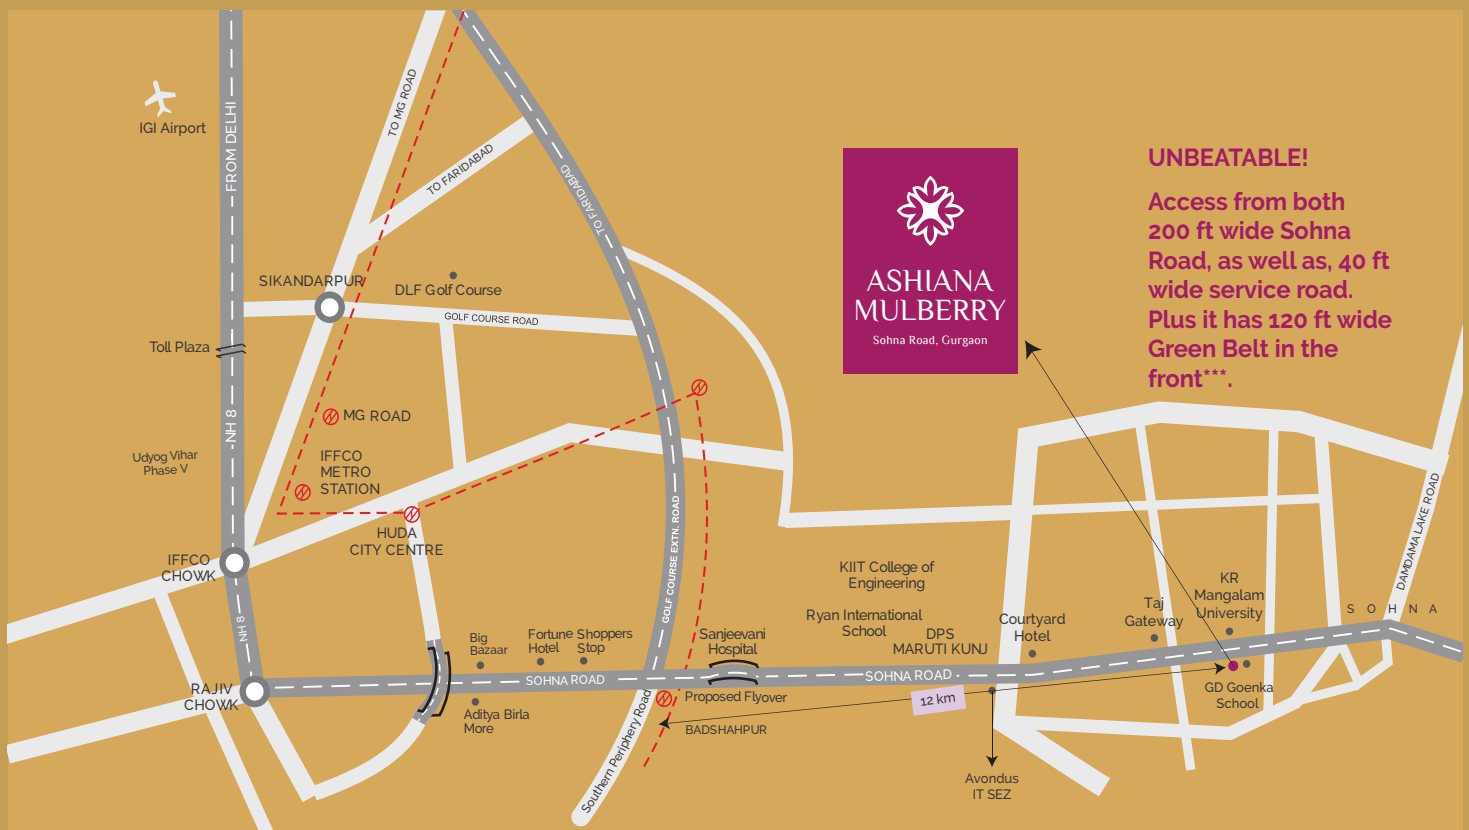 IGI Airport
FROM DELHI
TO MG ROAD
TO FARIDABAD
TO FARIDABAD
SIKANDARPUR
DLF Golf Course
GOLF COURSE ROAD
Toll Plaza
NH 8
MG ROAD
Udyog Vihar
Phase V
IFFCO
METRO
STATION
HUDA
CITY CENTRE
IFFCO
CHOWK
NH 8
RAJIV
CHOWK
Big
Bazaar
Fortune
Hotel
Shoppers
Stop
SOHNA ROAD
Aditya Birla
More
GOLF COURSE EXTN. ROAD
Southern Periphery Road
Sanjeevani
Hospital
Proposed Flyover
BADSHAHPUR
12 km
KIIT College of
Engineering
Ryan International
School
DPS
MARUTI KUNJ
SOHNA ROAD
Courtyard
Hotel
Avondus
IT SEZ
Taj
Gateway
KR
Mangalam
University
GD Goenka
School
SOHNA
DAMDAMA LAKE ROAD
ASHIANA
MULBERRY
Sohna Road, Gurgaon
UNBEATABLE!
Access from both
200 ft wide Sohna
Road, as well as, 40 ft
wide service road.
Plus it has 120 ft wide
Green Belt in the
front***.